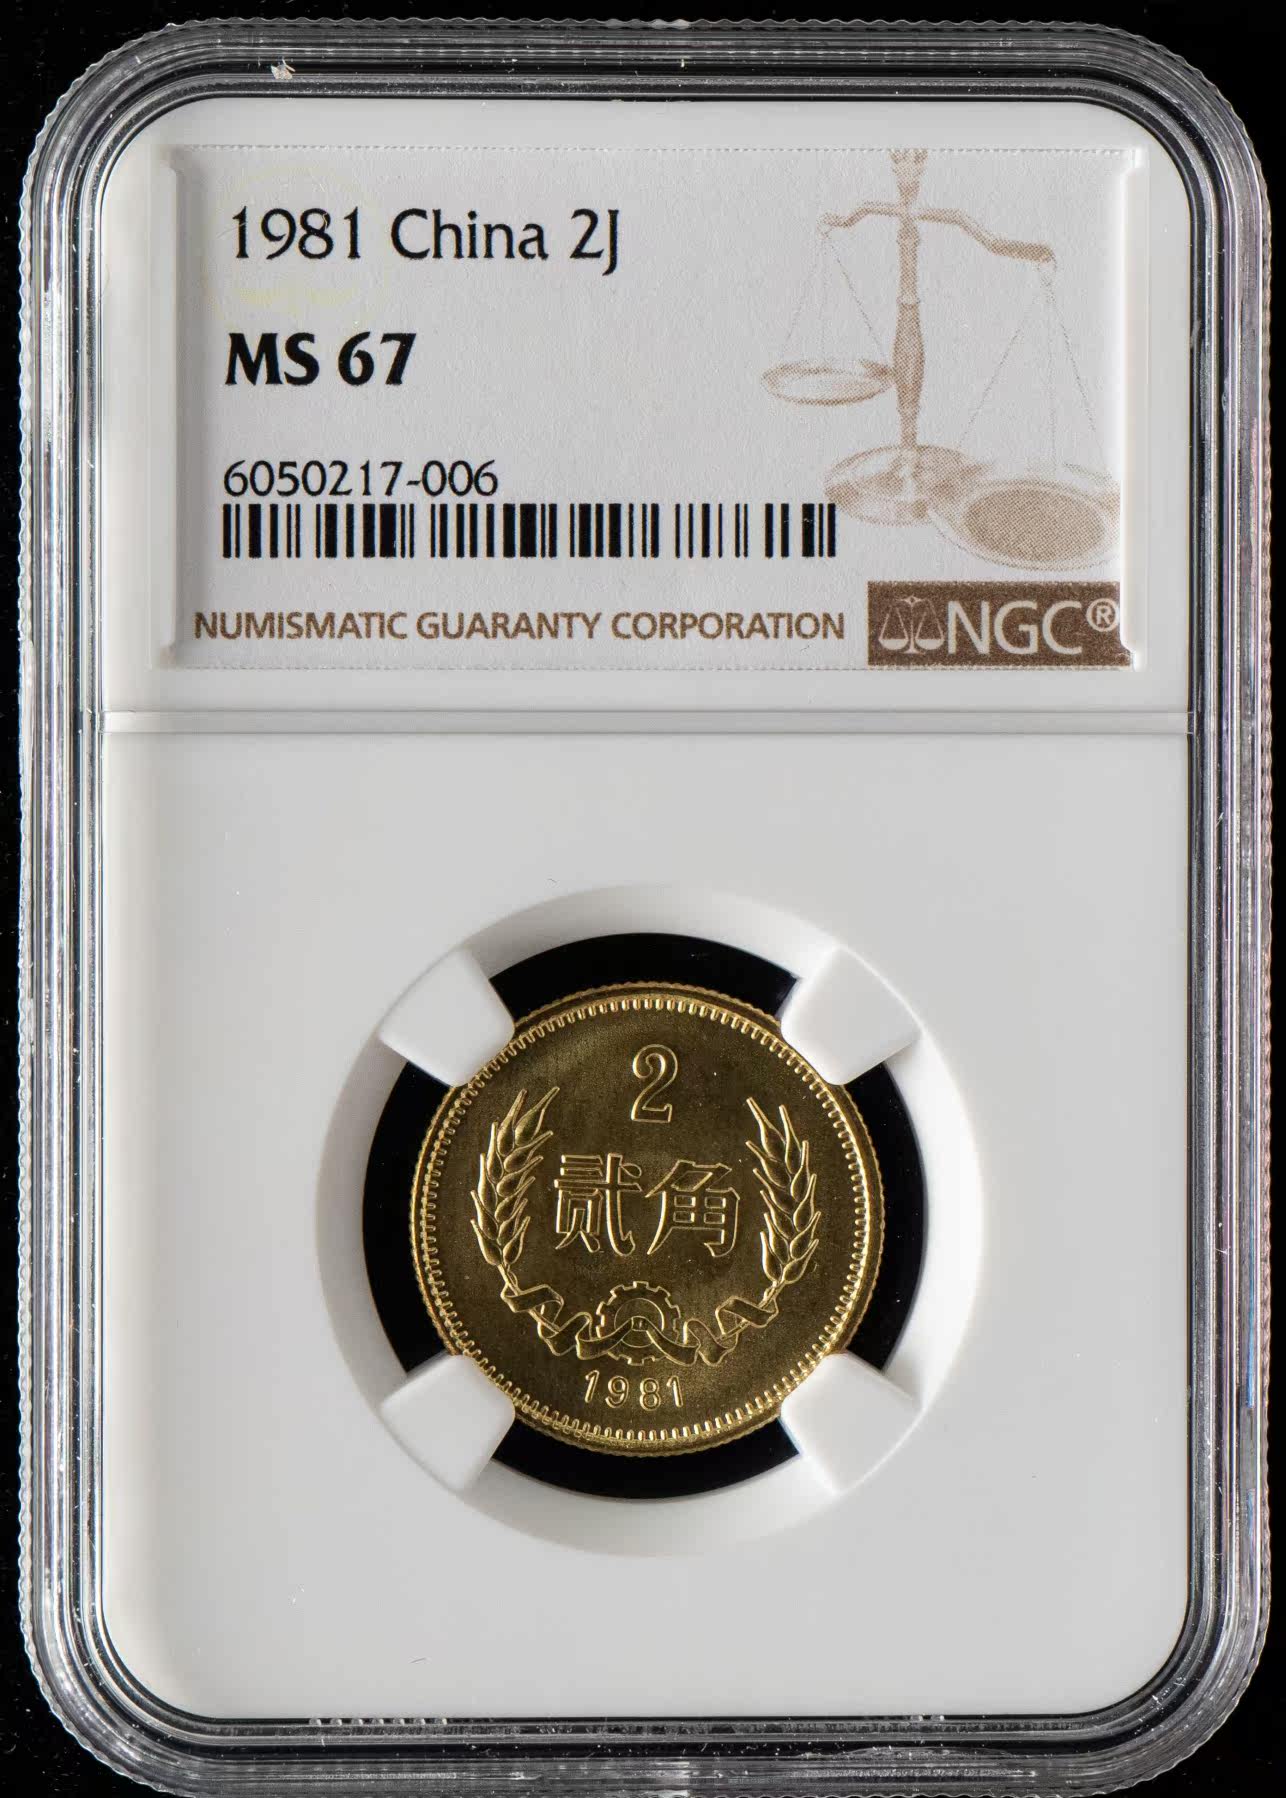 1981 China 2J
MS 67
6050217-006
NUMISMATIC GUARANTY CORPORATION
NGC®
2
贰角
1981